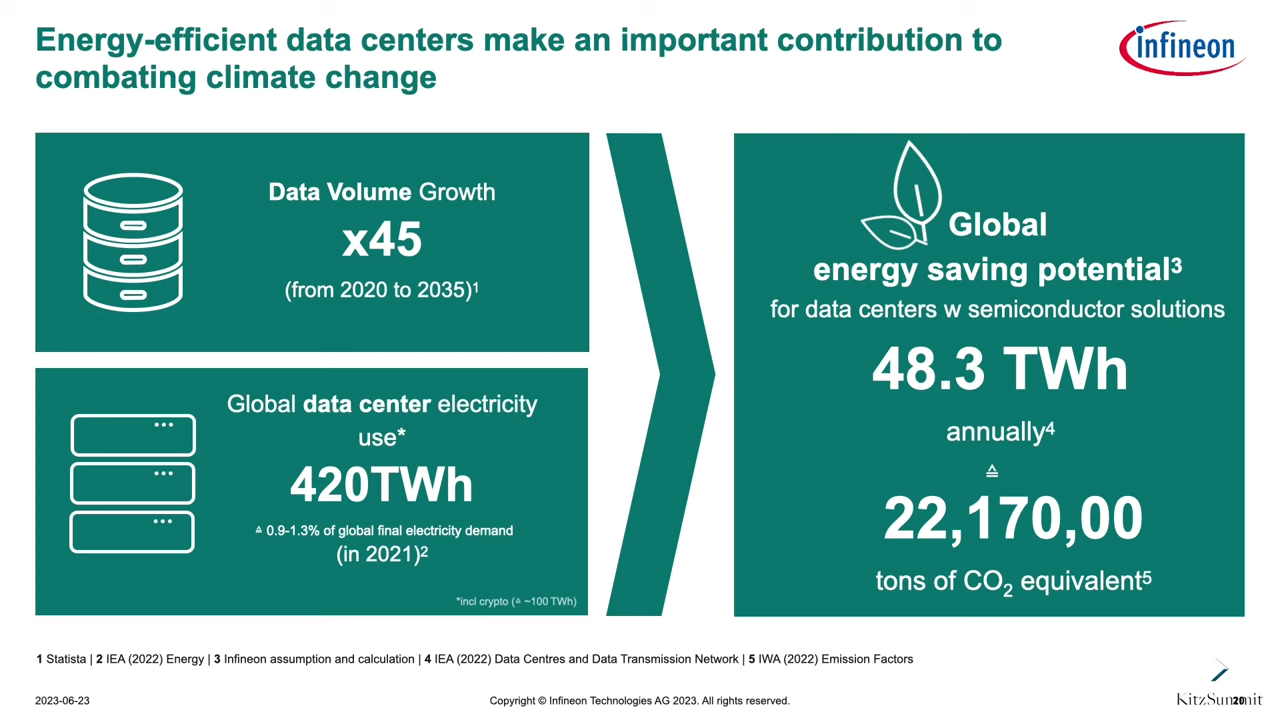 Energy-efficient data centers make an important contribution to
combating climate change
infineon
Data Volume Growth
x45
(from 2020 to 2035)¹
Global data center electricity
use*
420TWh
≙ 0.9-1.3% of global final electricity demand
(in 2021)²
*incl crypto (≙ ~100 TWh)
Global
energy saving potential³
for data centers w semiconductor solutions
48.3 TWh
annually⁴
≙
22,170,00
tons of CO₂ equivalent⁵
1 Statista | 2 IEA (2022) Energy | 3 Infineon assumption and calculation | 4 IEA (2022) Data Centres and Data Transmission Network | 5 IWA (2022) Emission Factors
2023-06-23
Copyright © Infineon Technologies AG 2023. All rights reserved.
KitzSummit
20